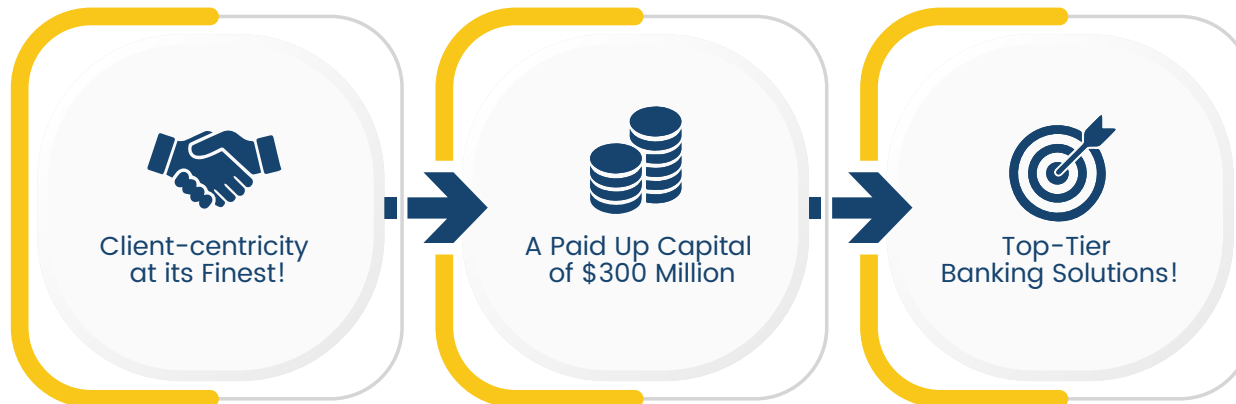 Client-centricity
at its Finest!
A Paid Up Capital
of $300 Million
Top-Tier
Banking Solutions!